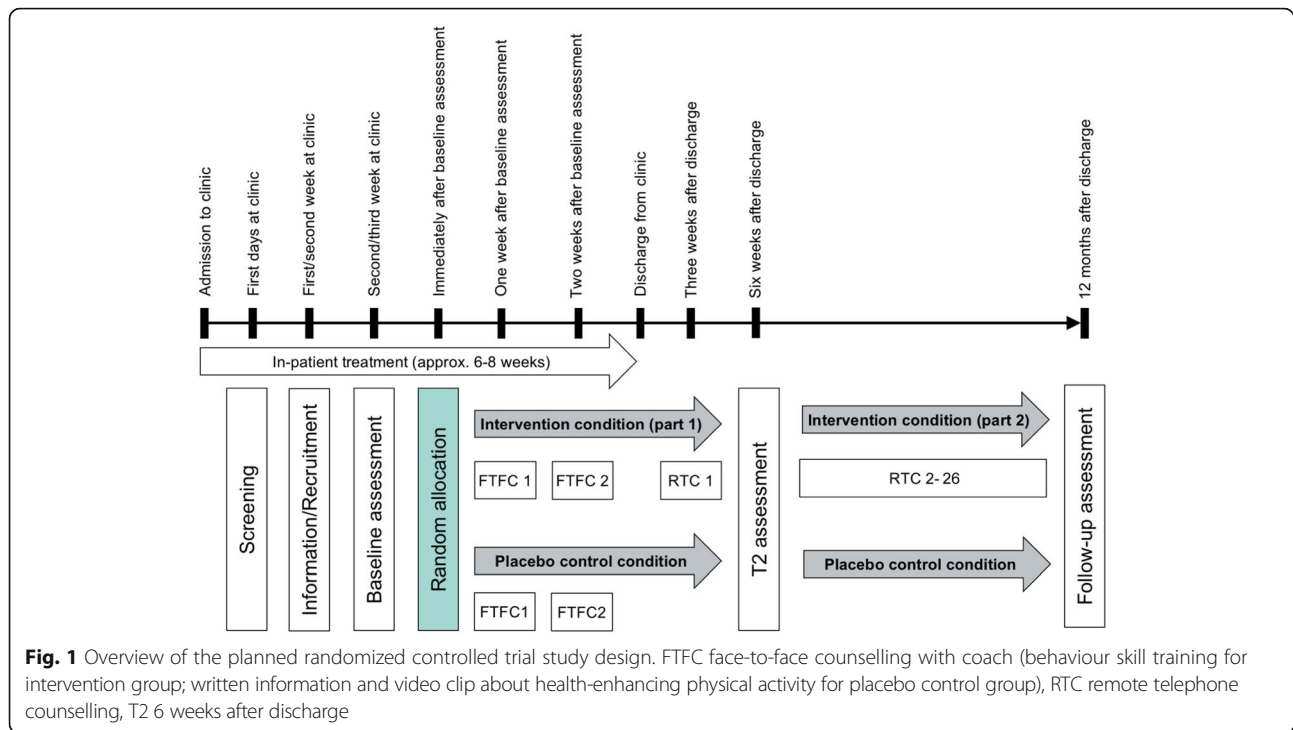 Admission to clinic
First days at clinic
First/second week at clinic
Second/third week at clinic
Immediately after baseline assessment
One week after baseline assessment
Two weeks after baseline assessment
Discharge from clinic
Three weeks after discharge
Six weeks after discharge
12 months after discharge
In-patient treatment (approx. 6-8 weeks)
Screening
Information/Recruitment
Baseline assessment
Random allocation
Intervention condition (part 1)
FTFC 1
FTFC 2
RTC 1
Placebo control condition
FTFC1
FTFC2
T2 assessment
Intervention condition (part 2)
RTC 2- 26
Placebo control condition
Follow-up assessment
Fig. 1 Overview of the planned randomized controlled trial study design. FTFC face-to-face counselling with coach (behaviour skill training for
intervention group; written information and video clip about health-enhancing physical activity for placebo control group), RTC remote telephone
counselling, T2 6 weeks after discharge